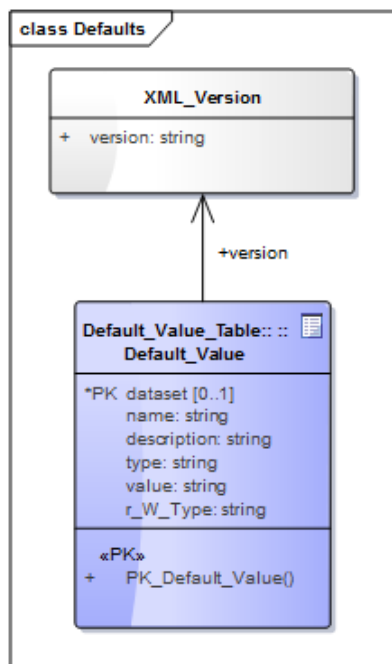 class Defaults
XML_Version
+ version: string
+version
Default_Value_Table:: ::
Default_Value
*PK dataset [0..1]
name: string
description: string
type: string
value: string
r_W_Type: string
«PK»
+ PK_Default_Value()